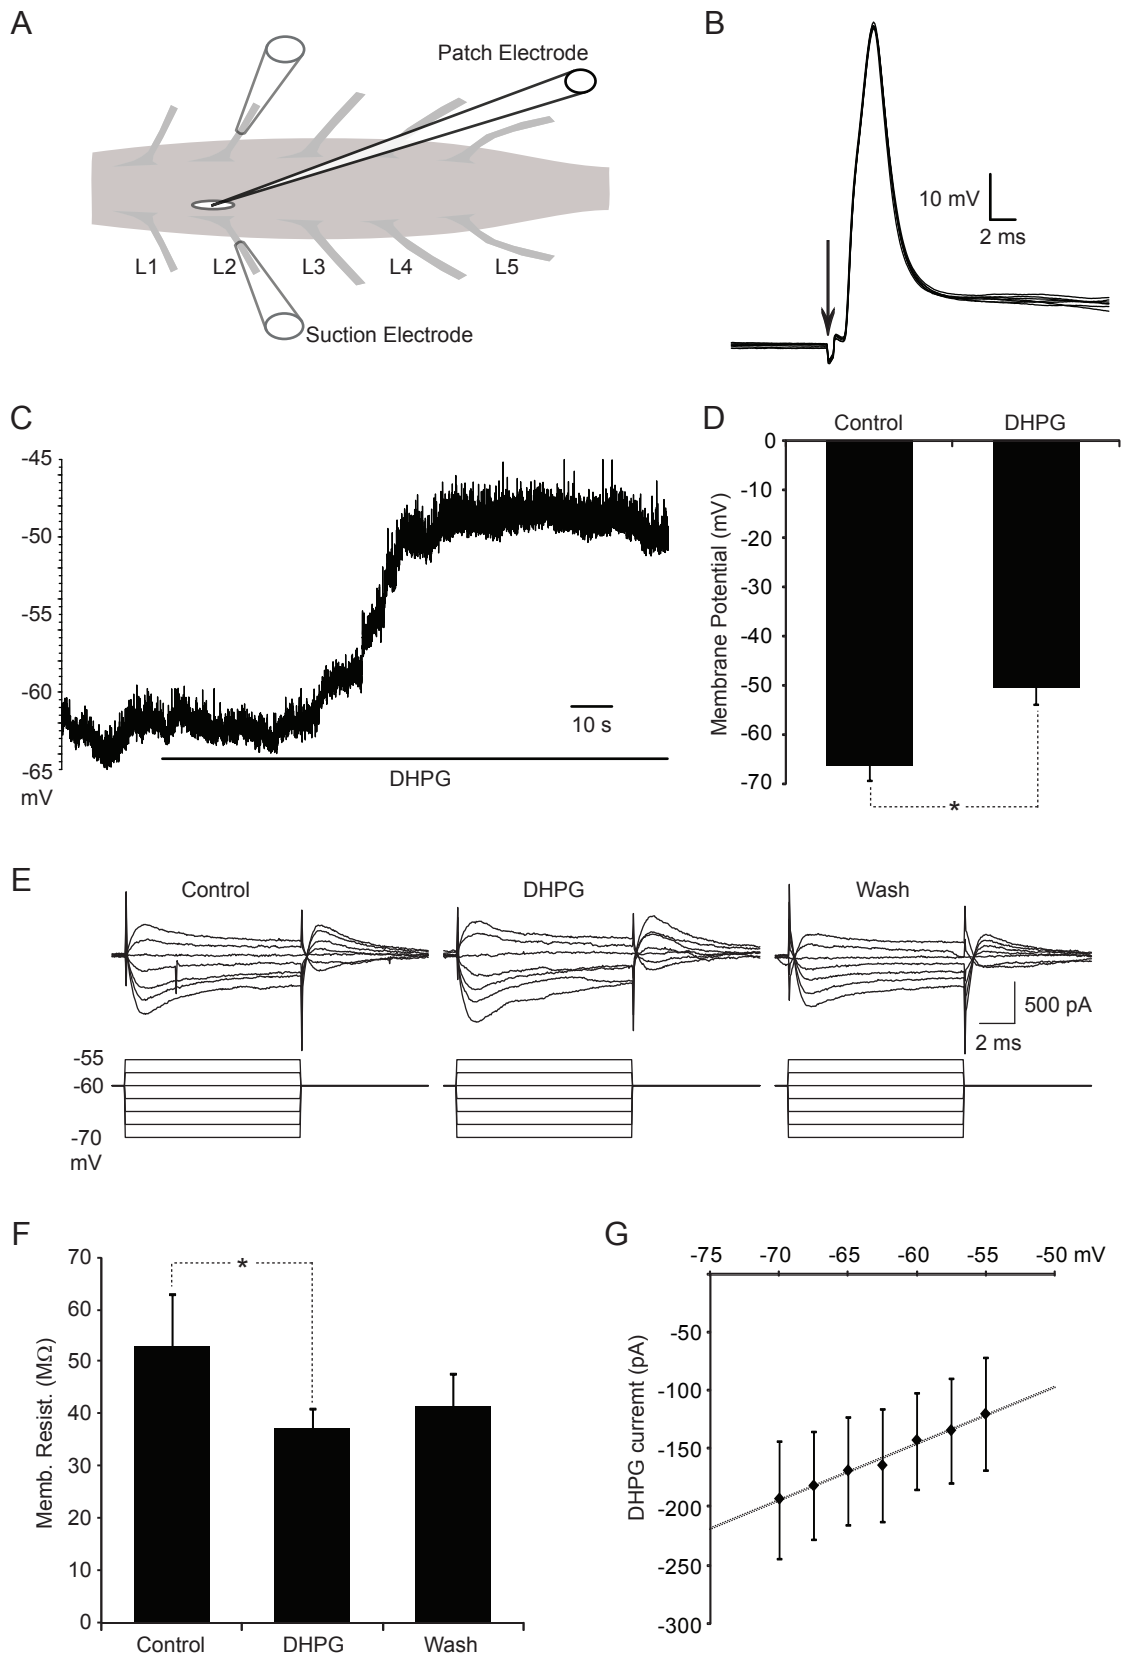 A
Patch Electrode
L1 L2 L3 L4 L5
Suction Electrode
B
10 mV
2 ms
C
-45
-50
-55
-60
-65
mV
10 s
DHPG
D
Control DHPG
Membrane Potential (mV)
0
-10
-20
-30
-40
-50
-60
-70
*
E
Control DHPG Wash
500 pA
2 ms
-55
-60
-70
mV
F
Memb. Resist. (MΩ)
70
60
50
40
30
20
10
0
*
Control DHPG Wash
G
-75 -70 -65 -60 -55 -50 mV
DHPG curremt (pA)
-50
-100
-150
-200
-250
-300